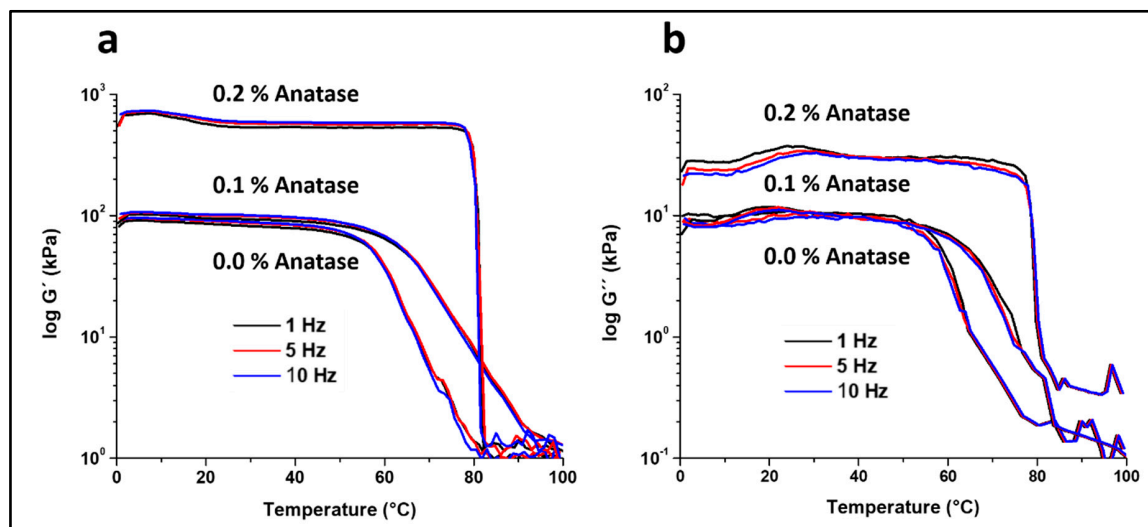 a
10³
0.2 % Anatase
0.1 % Anatase
10²
0.0 % Anatase
log G´ (kPa)
1 Hz
5 Hz
10 Hz
10¹
10⁰
0 20 40 60 80 100
Temperature (°C)
b
10²
0.2 % Anatase
0.1 % Anatase
10¹
0.0 % Anatase
log G´´ (kPa)
10⁰
1 Hz
5 Hz
10 Hz
10⁻¹
0 20 40 60 80 100
Temperature (°C)